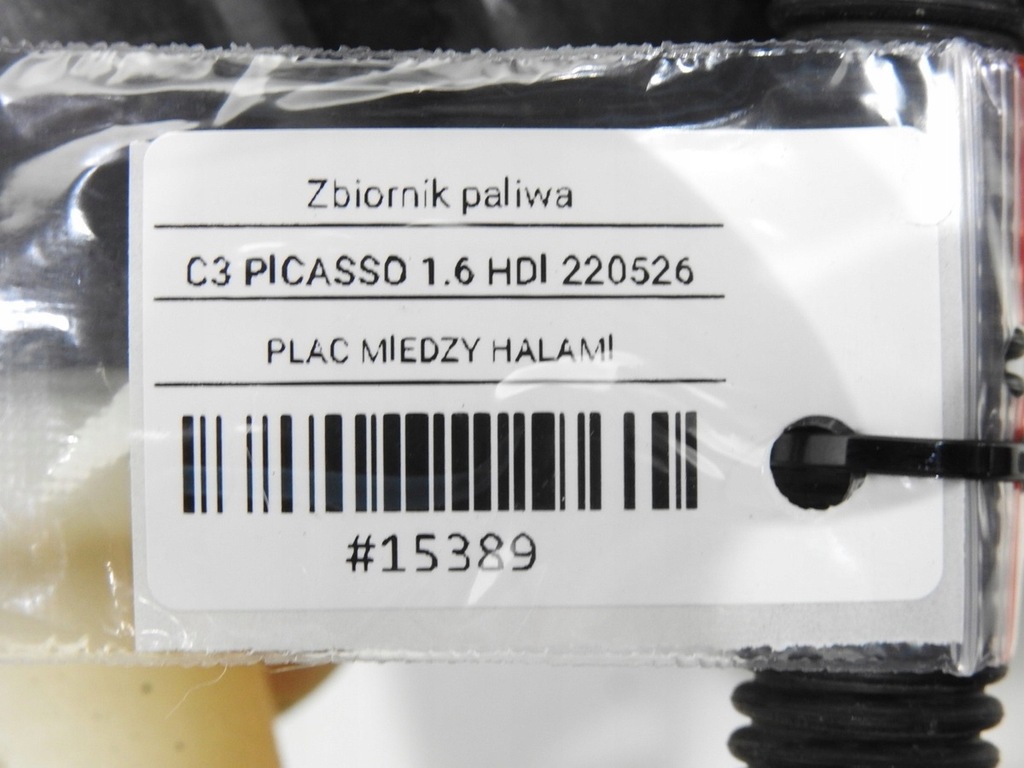 Zbiornik paliwa
C3 PICASSO 1.6 HDI 220526
PLAC MIEDZY HALAMI
#15389